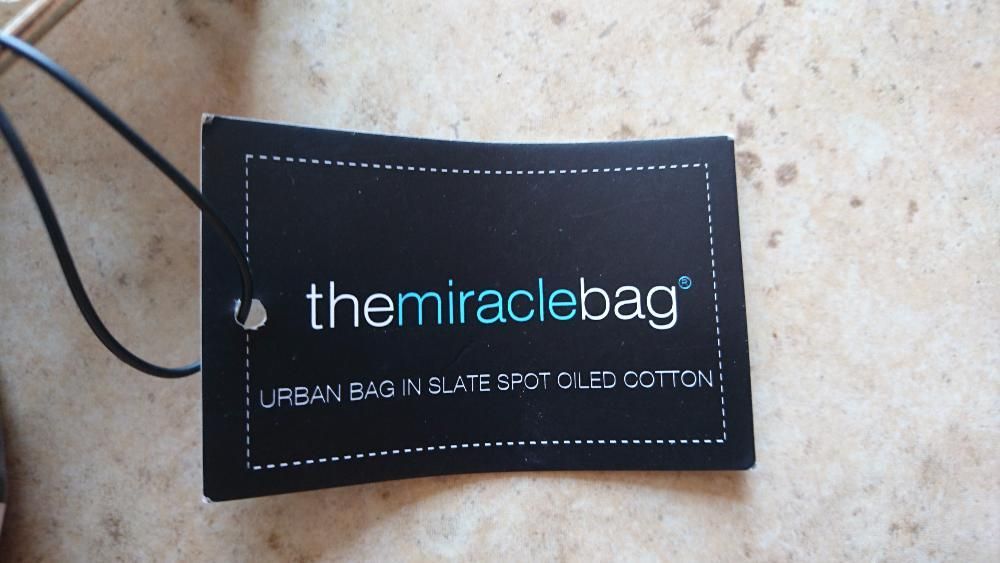 themiraclebag®
URBAN BAG IN SLATE SPOT OILED COTTON